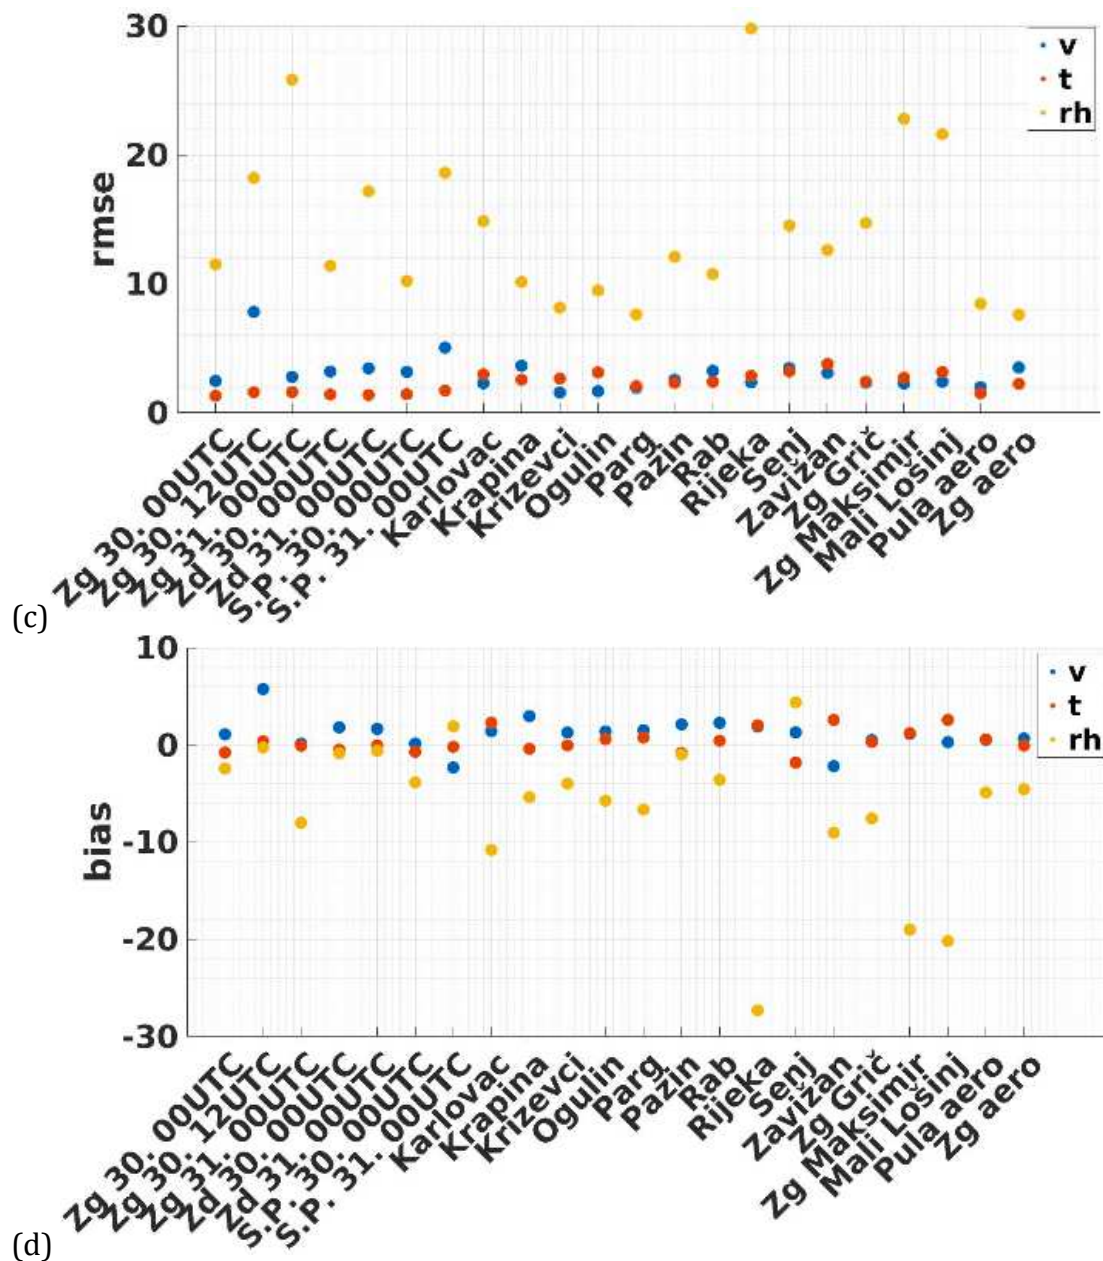 30
20
10
0
rmse
v
t
rh
Zg 30. 00UTC
Zg 30. 12UTC
Zg 31. 00UTC
Zd 30. 00UTC
Zd 31. 00UTC
S.P. 30. 00UTC
S.P. 31. 00UTC
Karlovac
Krapina
Krizevci
Ogulin
Parg
Pazin
Rab
Rijeka
Senj
Zavižan
Zg Grič
Zg Maksimir
Mali Lošinj
Pula aero
Zg aero
(c)
10
0
-10
-20
-30
bias
v
t
rh
Zg 30. 00UTC
Zg 30. 12UTC
Zg 31. 00UTC
Zd 30. 00UTC
Zd 31. 00UTC
S.P. 30. 00UTC
S.P. 31. 00UTC
Karlovac
Krapina
Krizevci
Ogulin
Parg
Pazin
Rab
Rijeka
Senj
Zavižan
Zg Grič
Zg Maksimir
Mali Lošinj
Pula aero
Zg aero
(d)